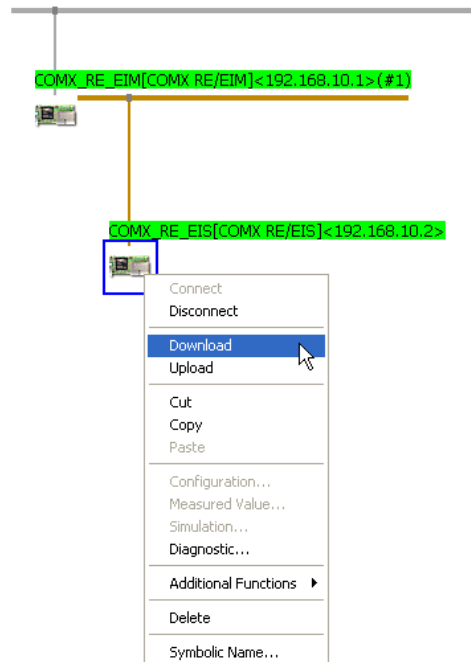 COMX_RE_EIM[COMX RE/EIM]<192.168.10.1>(#1)
COMX_RE_EIS[COMX RE/EIS]<192.168.10.2>
Connect
Disconnect
Download
Upload
Cut
Copy
Paste
Configuration...
Measured Value...
Simulation...
Diagnostic...
Additional Functions
Delete
Symbolic Name...